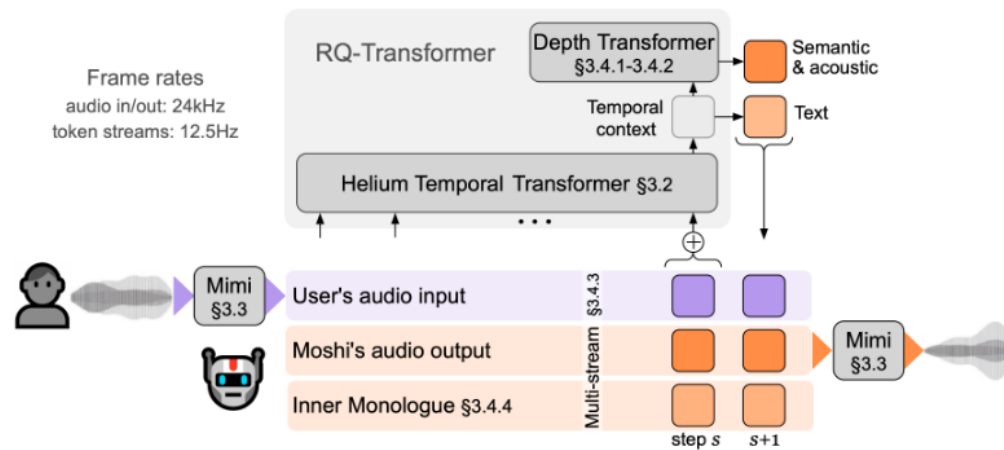 RQ-Transformer
Depth Transformer
§3.4.1-3.4.2
Semantic
& acoustic
Frame rates
audio in/out: 24kHz
token streams: 12.5Hz
Temporal
context
Text
Helium Temporal Transformer §3.2
...
+
Mimi
§3.3
User's audio input
§3.4.3
Moshi's audio output
Multi-stream
Mimi
§3.3
Inner Monologue §3.4.4
step s
s+1